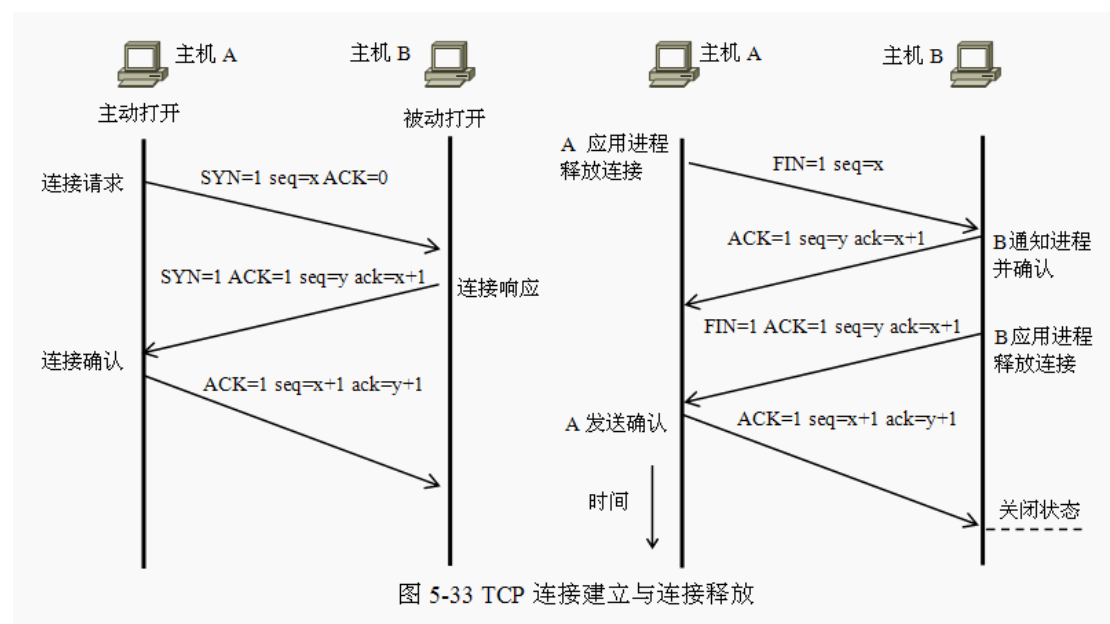 主机 A
主机 B
主动打开
被动打开
连接请求
SYN=1 seq=x ACK=0
SYN=1 ACK=1 seq=y ack=x+1
连接响应
连接确认
ACK=1 seq=x+1 ack=y+1
主机 A
主机 B
A 应用进程
释放连接
FIN=1 seq=x
ACK=1 seq=y ack=x+1
B通知进程
并确认
FIN=1 ACK=1 seq=y ack=x+1
B应用进程
释放连接
A 发送确认
ACK=1 seq=x+1 ack=y+1
时间
关闭状态
图 5-33 TCP 连接建立与连接释放